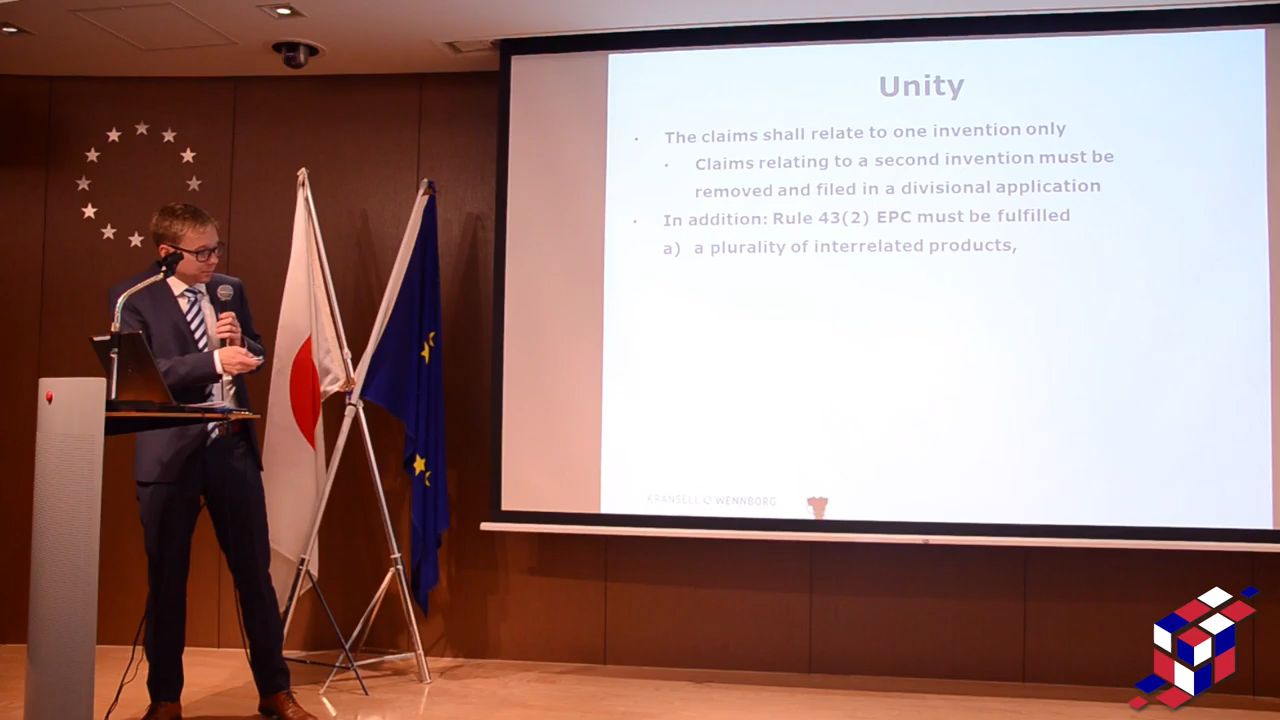 Unity
• The claims shall relate to one invention only
• Claims relating to a second invention must be
removed and filed in a divisional application
• In addition: Rule 43(2) EPC must be fulfilled
a) a plurality of interrelated products,
KRANSELL & WENNBORG